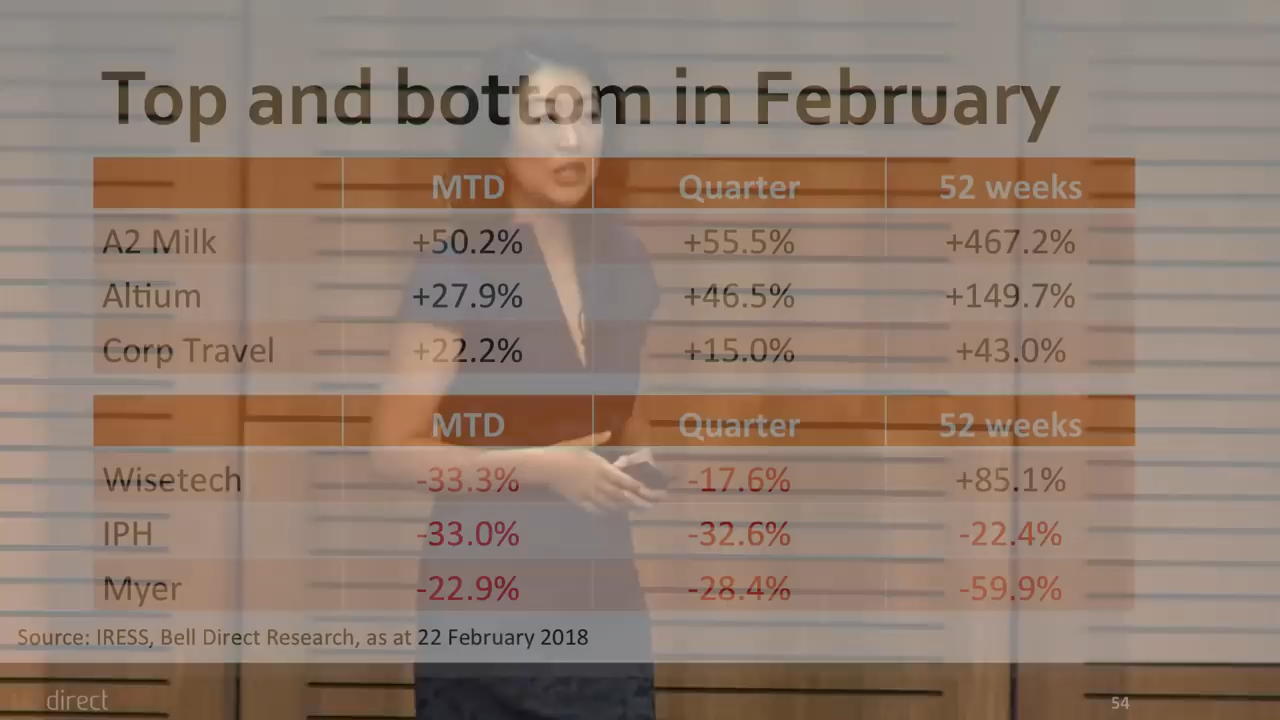 Top and bottom in February
MTD Quarter 52 weeks
A2 Milk +50.2% +55.5% +467.2%
Altium +27.9% +46.5% +149.7%
Corp Travel +22.2% +15.0% +43.0%
MTD Quarter 52 weeks
Wisetech -33.3% -17.6% +85.1%
IPH -33.0% -32.6% -22.4%
Myer -22.9% -28.4% -59.9%
Source: IRESS, Bell Direct Research, as at 22 February 2018
direct 54